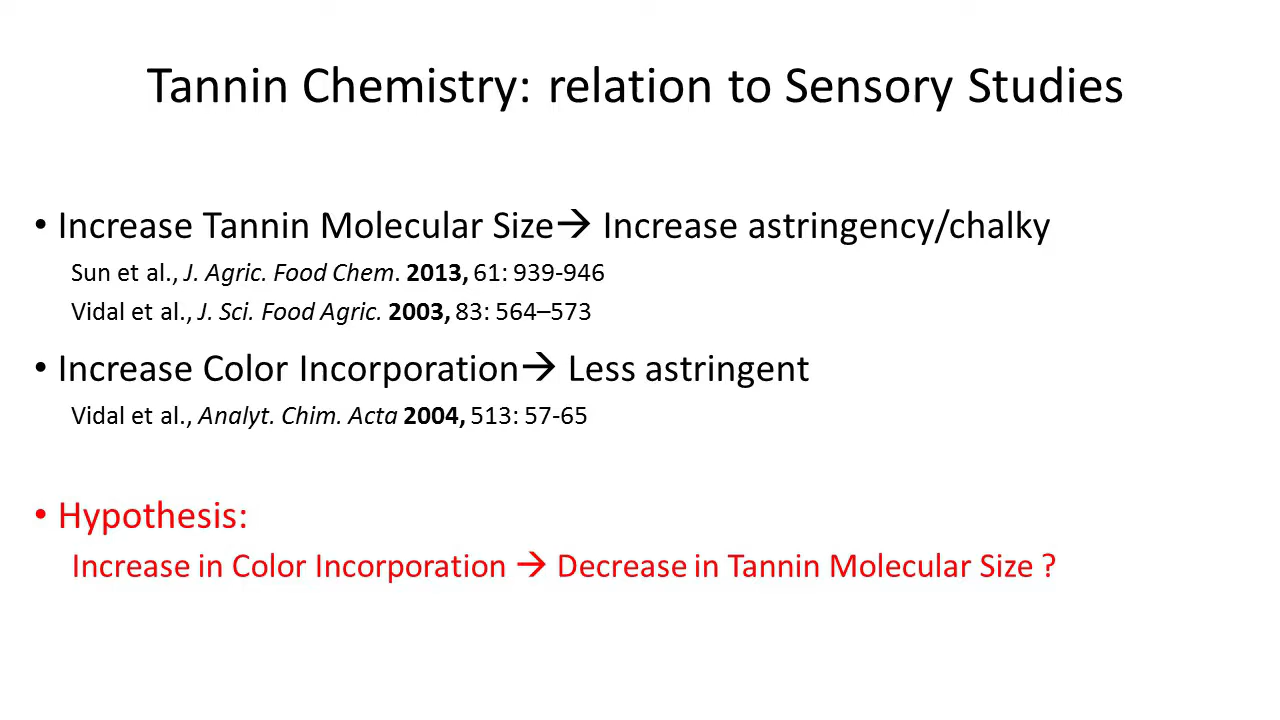 Tannin Chemistry: relation to Sensory Studies
• Increase Tannin Molecular Size→ Increase astringency/chalky
Sun et al., J. Agric. Food Chem. 2013, 61: 939-946
Vidal et al., J. Sci. Food Agric. 2003, 83: 564–573
• Increase Color Incorporation→ Less astringent
Vidal et al., Analyt. Chim. Acta 2004, 513: 57-65
• Hypothesis:
Increase in Color Incorporation → Decrease in Tannin Molecular Size ?